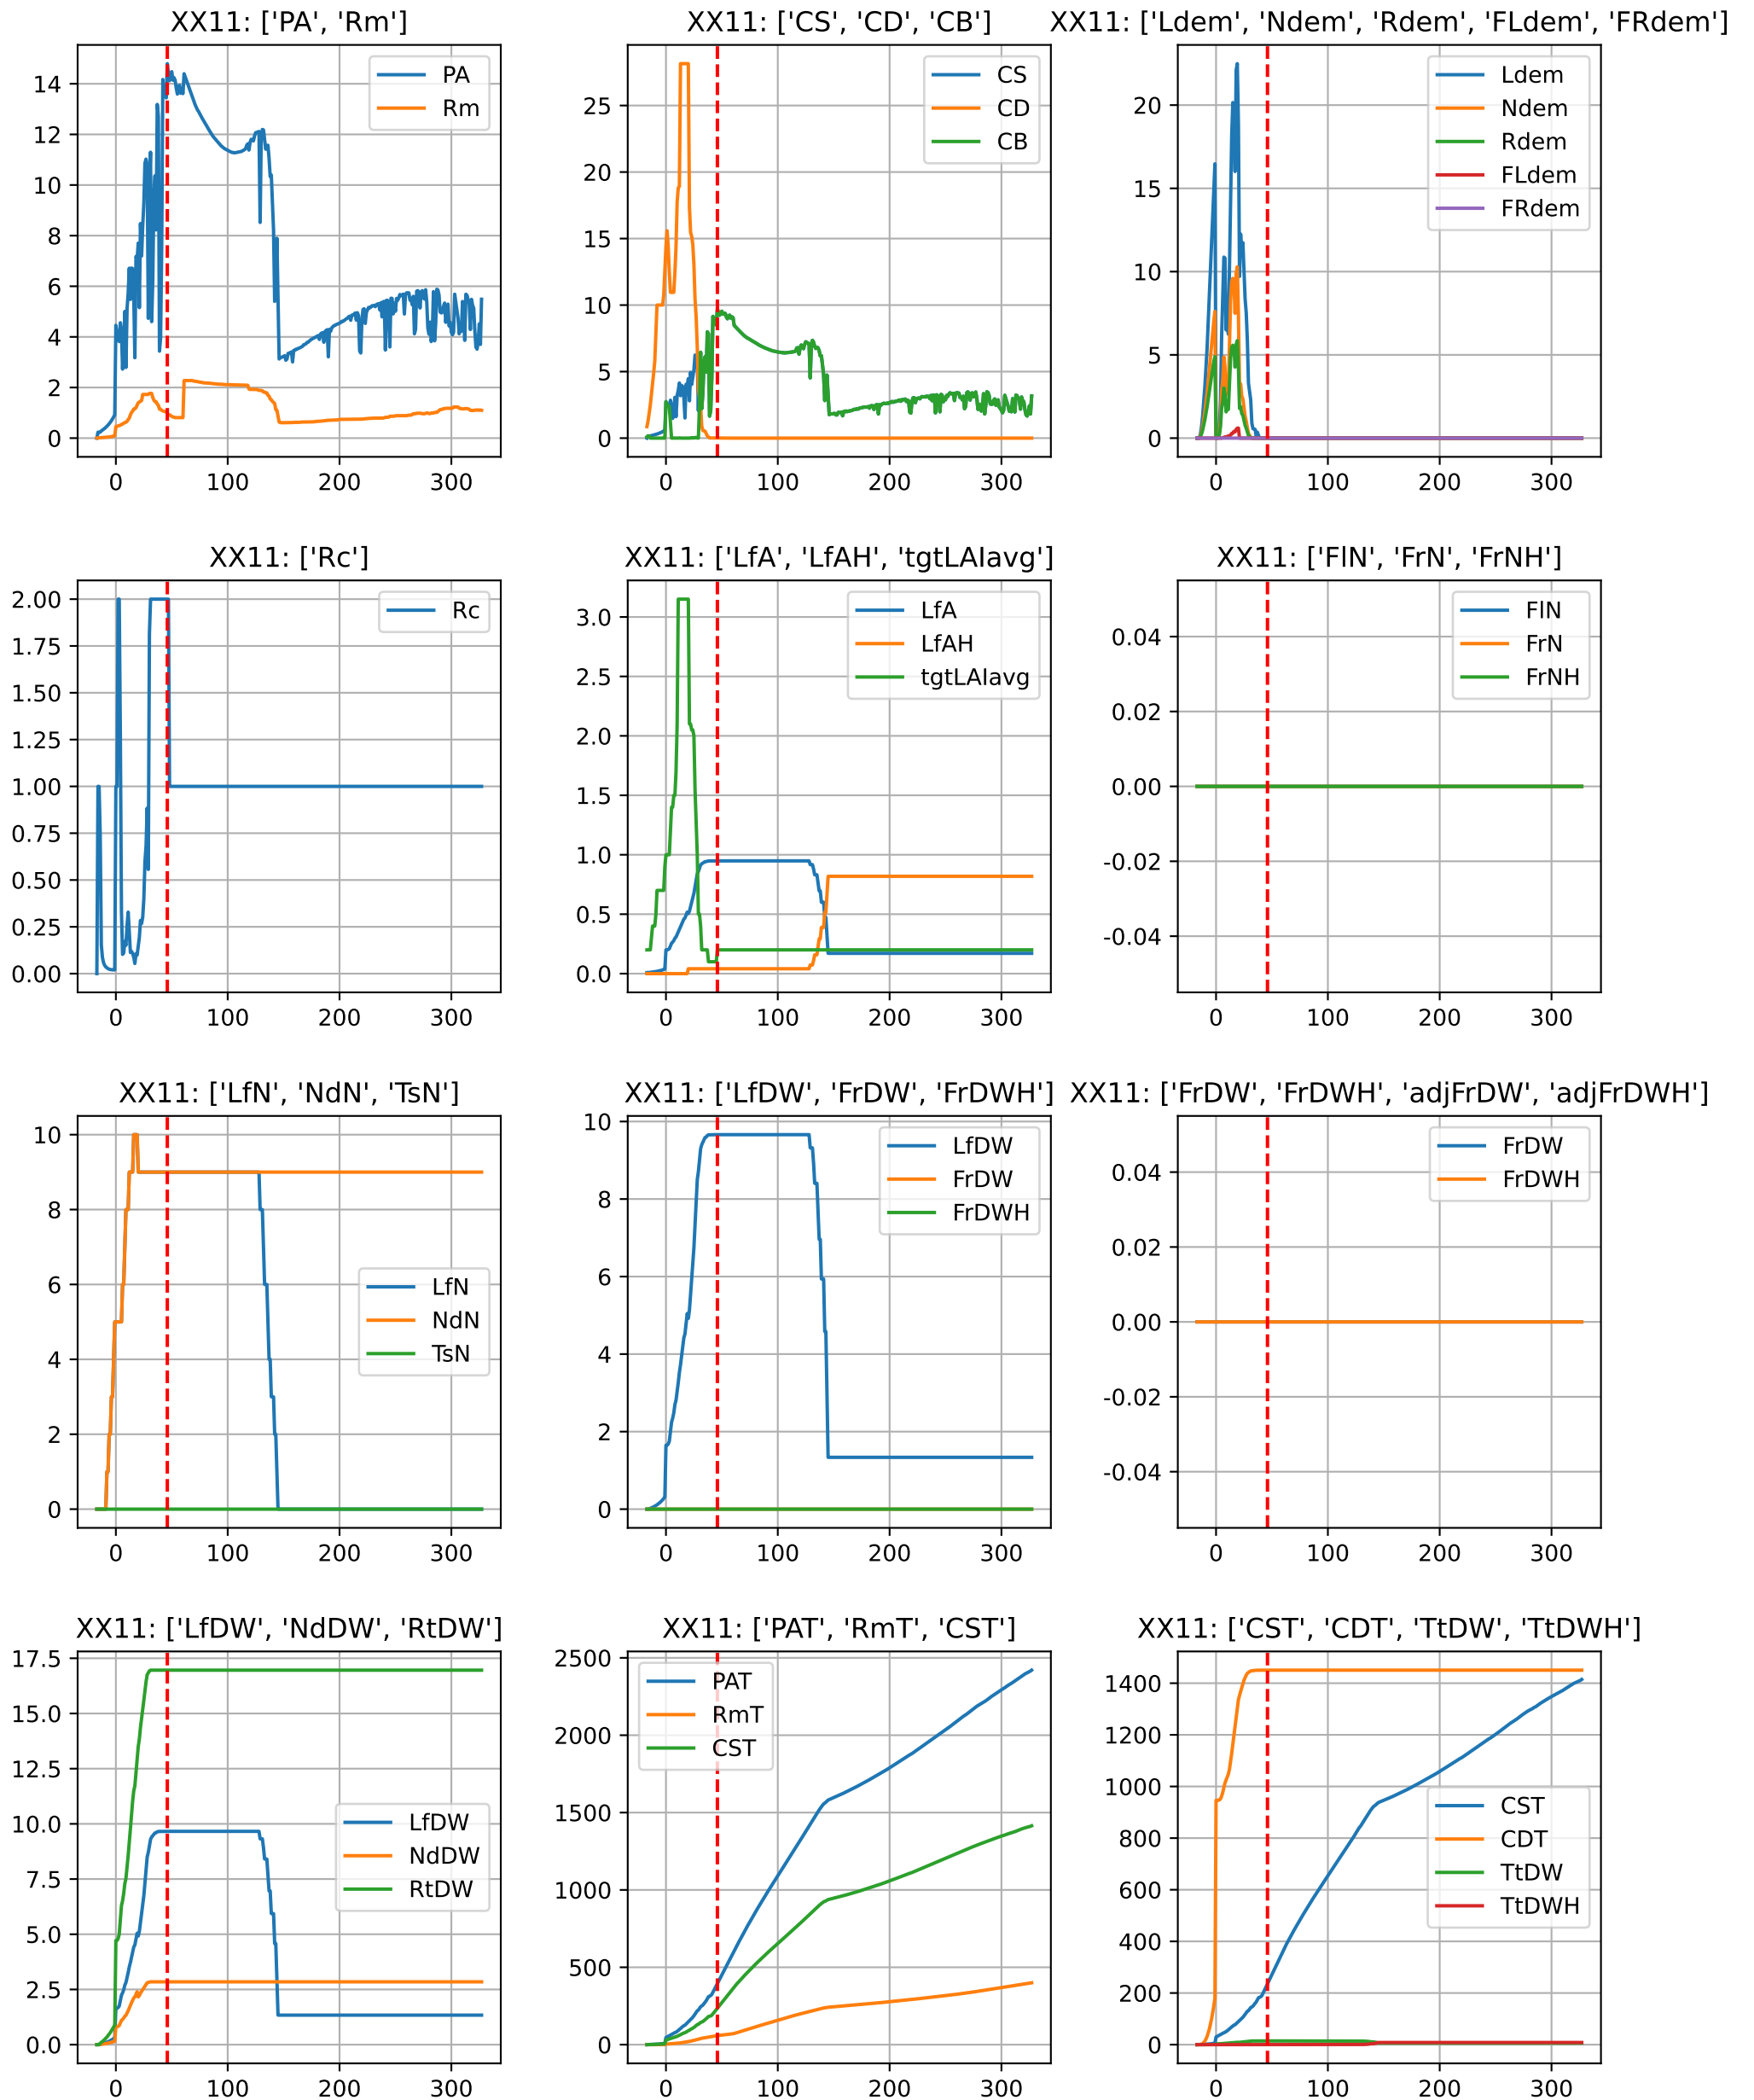 XX11: ['PA', 'Rm']
14
12
10
8
6
4
2
0
0 100 200 300
PA
Rm
XX11: ['CS', 'CD', 'CB']
25
20
15
10
5
0
0 100 200 300
CS
CD
CB
XX11: ['Ldem', 'Ndem', 'Rdem', 'FLdem', 'FRdem']
20
15
10
5
0
0 100 200 300
Ldem
Ndem
Rdem
FLdem
FRdem
XX11: ['Rc']
2.00
1.75
1.50
1.25
1.00
0.75
0.50
0.25
0.00
0 100 200 300
Rc
XX11: ['LfA', 'LfAH', 'tgtLAIavg']
3.0
2.5
2.0
1.5
1.0
0.5
0.0
0 100 200 300
LfA
LfAH
tgtLAIavg
XX11: ['FlN', 'FrN', 'FrNH']
0.04
0.02
0.00
-0.02
-0.04
0 100 200 300
FlN
FrN
FrNH
XX11: ['LfN', 'NdN', 'TsN']
10
8
6
4
2
0
0 100 200 300
LfN
NdN
TsN
XX11: ['LfDW', 'FrDW', 'FrDWH']
10
8
6
4
2
0
0 100 200 300
LfDW
FrDW
FrDWH
XX11: ['FrDW', 'FrDWH', 'adjFrDW', 'adjFrDWH']
0.04
0.02
0.00
-0.02
-0.04
0 100 200 300
FrDW
FrDWH
XX11: ['LfDW', 'NdDW', 'RtDW']
17.5
15.0
12.5
10.0
7.5
5.0
2.5
0.0
0 100 200 300
LfDW
NdDW
RtDW
XX11: ['PAT', 'RmT', 'CST']
2500
2000
1500
1000
500
0
0 100 200 300
PAT
RmT
CST
XX11: ['CST', 'CDT', 'TtDW', 'TtDWH']
1400
1200
1000
800
600
400
200
0
0 100 200 300
CST
CDT
TtDW
TtDWH